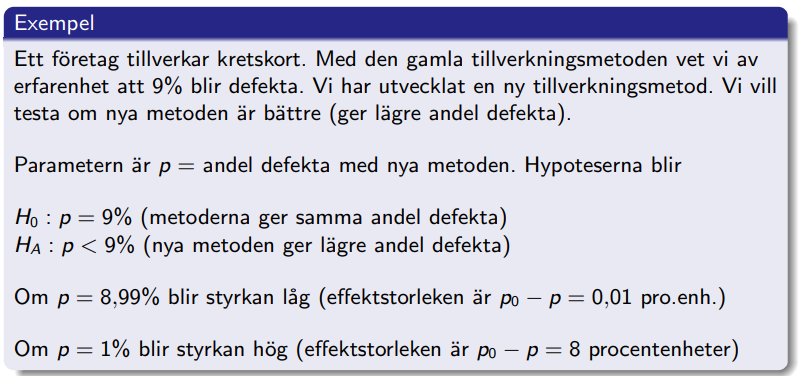 Exempel
Ett företag tillverkar kretskort. Med den gamla tillverkningsmetoden vet vi av
erfarenhet att 9% blir defekta. Vi har utvecklat en ny tillverkningsmetod. Vi vill
testa om nya metoden är bättre (ger lägre andel defekta).
Parametern är p = andel defekta med nya metoden. Hypoteserna blir
H₀ : p = 9% (metoderna ger samma andel defekta)
H_A : p < 9% (nya metoden ger lägre andel defekta)
Om p = 8,99% blir styrkan låg (effektstorleken är p₀ − p = 0,01 pro.enh.)
Om p = 1% blir styrkan hög (effektstorleken är p₀ − p = 8 procentenheter)